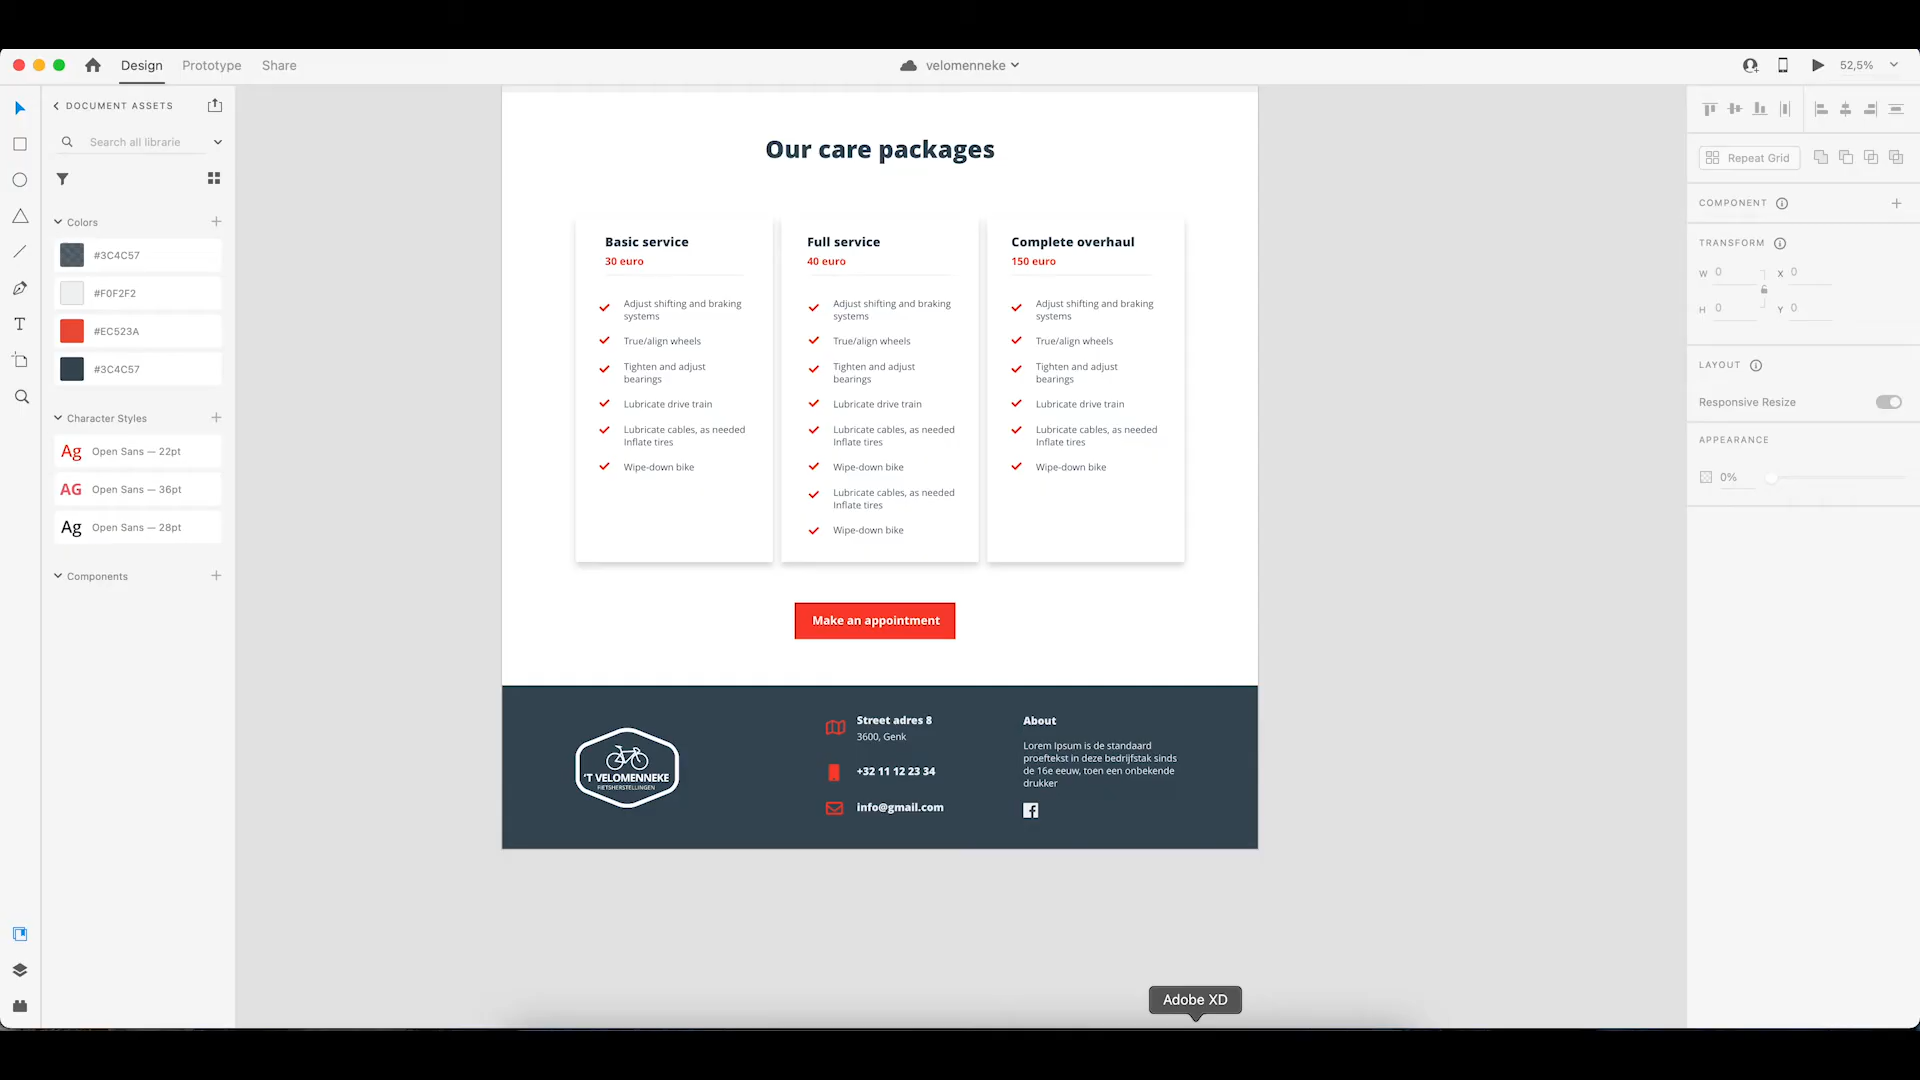 Design
Prototype
Share
velomenneke
52,5%
DOCUMENT ASSETS
Search all librarie
Colors
#3C4C57
#F0F2F2
#EC523A
#3C4C57
Character Styles
Ag Open Sans — 22pt
AG Open Sans — 36pt
Ag Open Sans — 28pt
Components
Our care packages
Basic service
30 euro
Adjust shifting and braking
systems
True/align wheels
Tighten and adjust
bearings
Lubricate drive train
Lubricate cables, as needed
Inflate tires
Wipe-down bike
Full service
40 euro
Adjust shifting and braking
systems
True/align wheels
Tighten and adjust
bearings
Lubricate drive train
Lubricate cables, as needed
Inflate tires
Wipe-down bike
Lubricate cables, as needed
Inflate tires
Wipe-down bike
Complete overhaul
150 euro
Adjust shifting and braking
systems
True/align wheels
Tighten and adjust
bearings
Lubricate drive train
Lubricate cables, as needed
Inflate tires
Wipe-down bike
Make an appointment
'T VELOMENNEKE
FIETSHERSTELLINGEN
Street adres 8
3600, Genk
+32 11 12 23 34
info@gmail.com
About
Lorem Ipsum is de standaard
proeftekst in deze bedrijfstak sinds
de 16e eeuw, toen een onbekende
drukker
Adobe XD
Repeat Grid
COMPONENT
TRANSFORM
W 0
X 0
H 0
Y 0
LAYOUT
Responsive Resize
APPEARANCE
0%